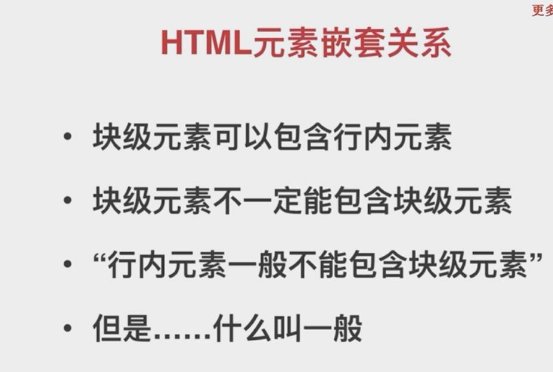 更多
HTML元素嵌套关系
• 块级元素可以包含行内元素
• 块级元素不一定能包含块级元素
• “行内元素一般不能包含块级元素”
• 但是……什么叫一般